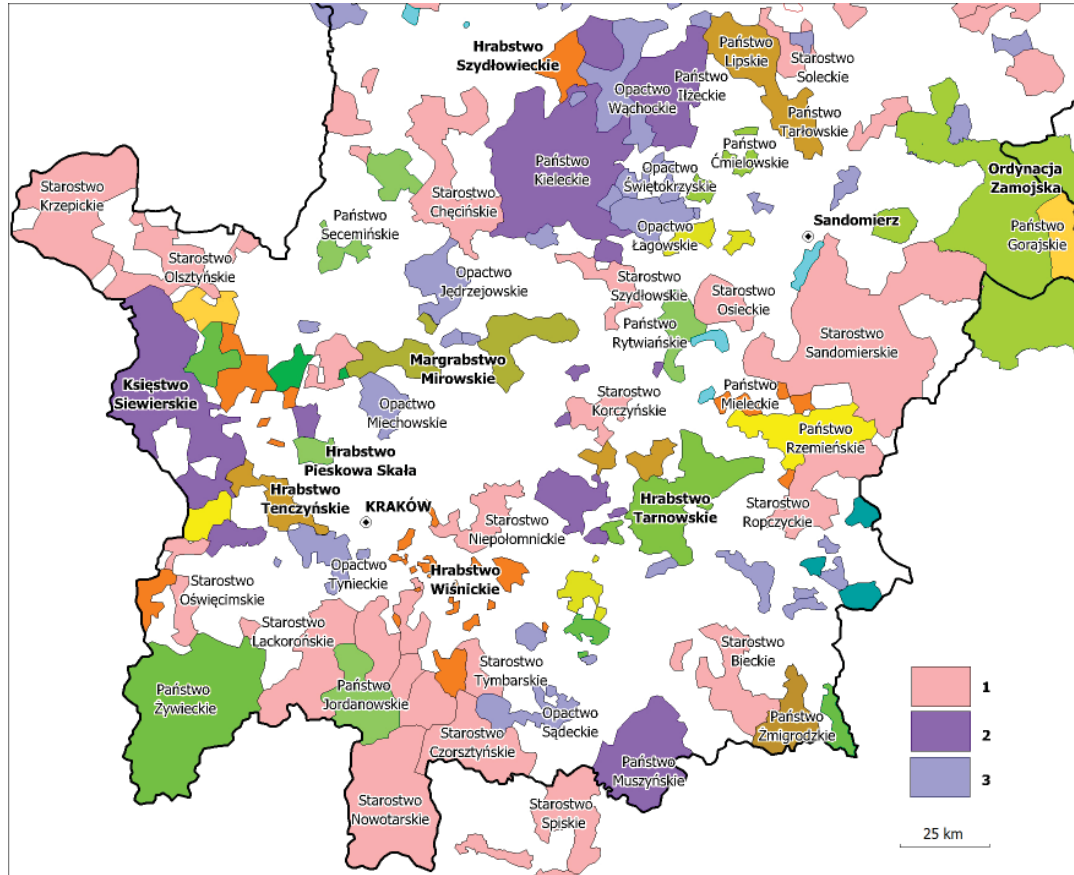 Hrabstwo
Szydłowieckie
Państwo
Lipskie
Starostwo
Soleckie
Państwo
Iłżeckie
Opactwo
Wąchockie
Państwo
Tarłowskie
Państwo
Ćmielowskie
Starostwo
Krzepickie
Państwo
Kieleckie
Opactwo
Świętokrzyskie
Ordynacja
Zamojska
Starostwo
Chęcińskie
Państwo
Secemińskie
Sandomierz
Opactwo
Łagowskie
Państwo
Gorajskie
Starostwo
Olsztyńskie
Opactwo
Jędrzejowskie
Starostwo
Szydłowskie
Starostwo
Osieckie
Państwo
Rytwiańskie
Starostwo
Sandomierskie
Margrabstwo
Mirowskie
Księstwo
Siewierskie
Opactwo
Miechowskie
Starostwo
Korczyńskie
Państwo
Mieleckie
Państwo
Rzemieńskie
Hrabstwo
Pieskowa Skała
Hrabstwo
Tenczyńskie
KRAKÓW
Hrabstwo
Tarnowskie
Starostwo
Ropczyckie
Starostwo
Niepołomnickie
Opactwo
Tynieckie
Hrabstwo
Wiśnickie
Starostwo
Oświęcimskie
Starostwo
Lackorońskie
Starostwo
Bieckie
Starostwo
Tymbarskie
Państwo
Żywieckie
Państwo
Jordanowskie
Opactwo
Sądeckie
Państwo
Żmigrodzkie
Starostwo
Czorsztyńskie
Państwo
Muszyńskie
Starostwo
Nowotarskie
Starostwo
Spiskie
1
2
3
25 km